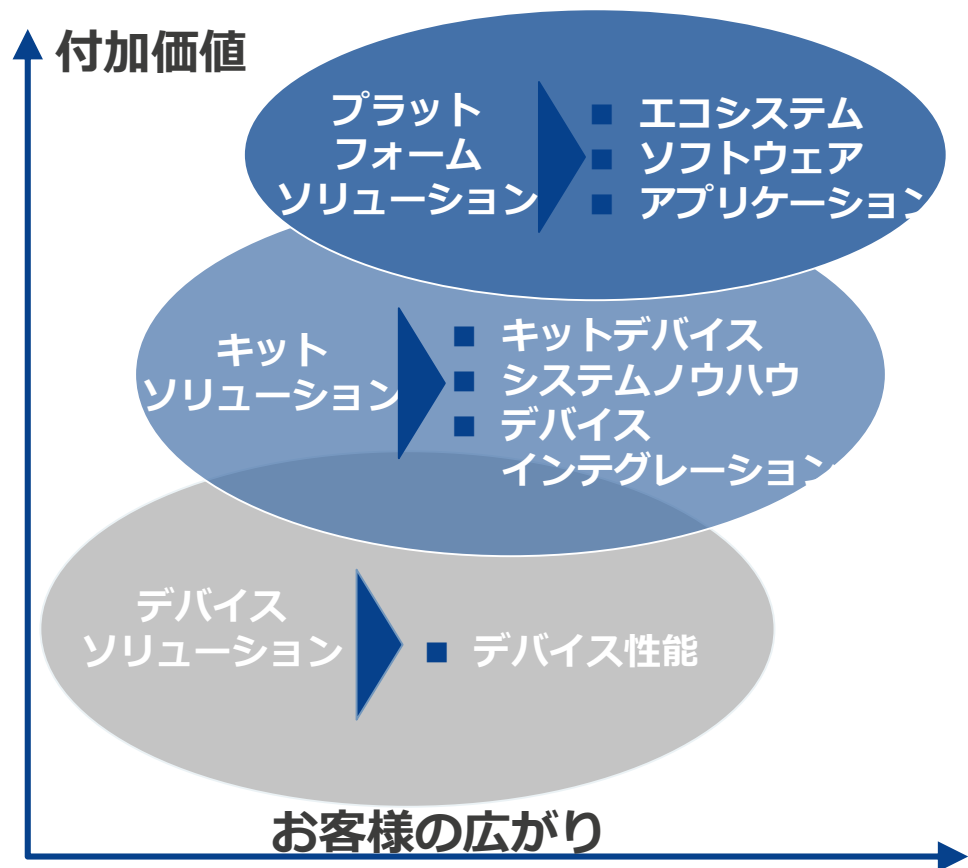 付加価値
プラット
フォーム
ソリューション
■ エコシステム
■ ソフトウェア
■ アプリケーション
キット
ソリューション
■ キットデバイス
■ システムノウハウ
■ デバイス
インテグレーション
デバイス
ソリューション
■ デバイス性能
お客様の広がり